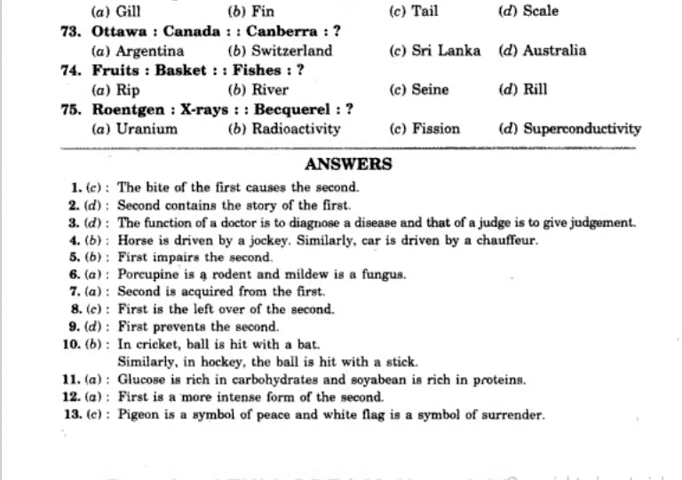 (a) Gill (b) Fin (c) Tail (d) Scale
73. Ottawa : Canada : : Canberra : ?
(a) Argentina (b) Switzerland (c) Sri Lanka (d) Australia
74. Fruits : Basket : : Fishes : ?
(a) Rip (b) River (c) Seine (d) Rill
75. Roentgen : X-rays : : Becquerel : ?
(a) Uranium (b) Radioactivity (c) Fission (d) Superconductivity
ANSWERS
1. (c) : The bite of the first causes the second.
2. (d) : Second contains the story of the first.
3. (d) : The function of a doctor is to diagnose a disease and that of a judge is to give judgement.
4. (b) : Horse is driven by a jockey. Similarly, car is driven by a chauffeur.
5. (b) : First impairs the second.
6. (a) : Porcupine is a rodent and mildew is a fungus.
7. (a) : Second is acquired from the first.
8. (c) : First is the left over of the second.
9. (d) : First prevents the second.
10. (b) : In cricket, ball is hit with a bat.
Similarly, in hockey, the ball is hit with a stick.
11. (a) : Glucose is rich in carbohydrates and soyabean is rich in proteins.
12. (a) : First is a more intense form of the second.
13. (c) : Pigeon is a symbol of peace and white flag is a symbol of surrender.